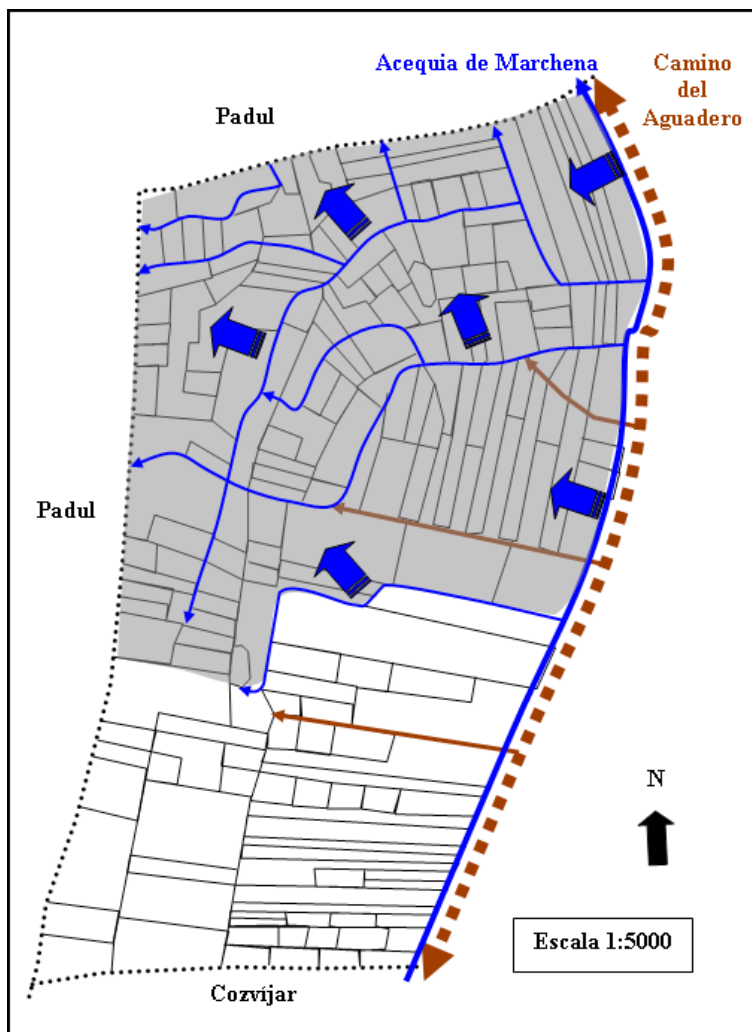 Acequia de Marchena
Camino
del
Aguadero
Padul
Padul
N
Escala 1:5000
Cozvíjar